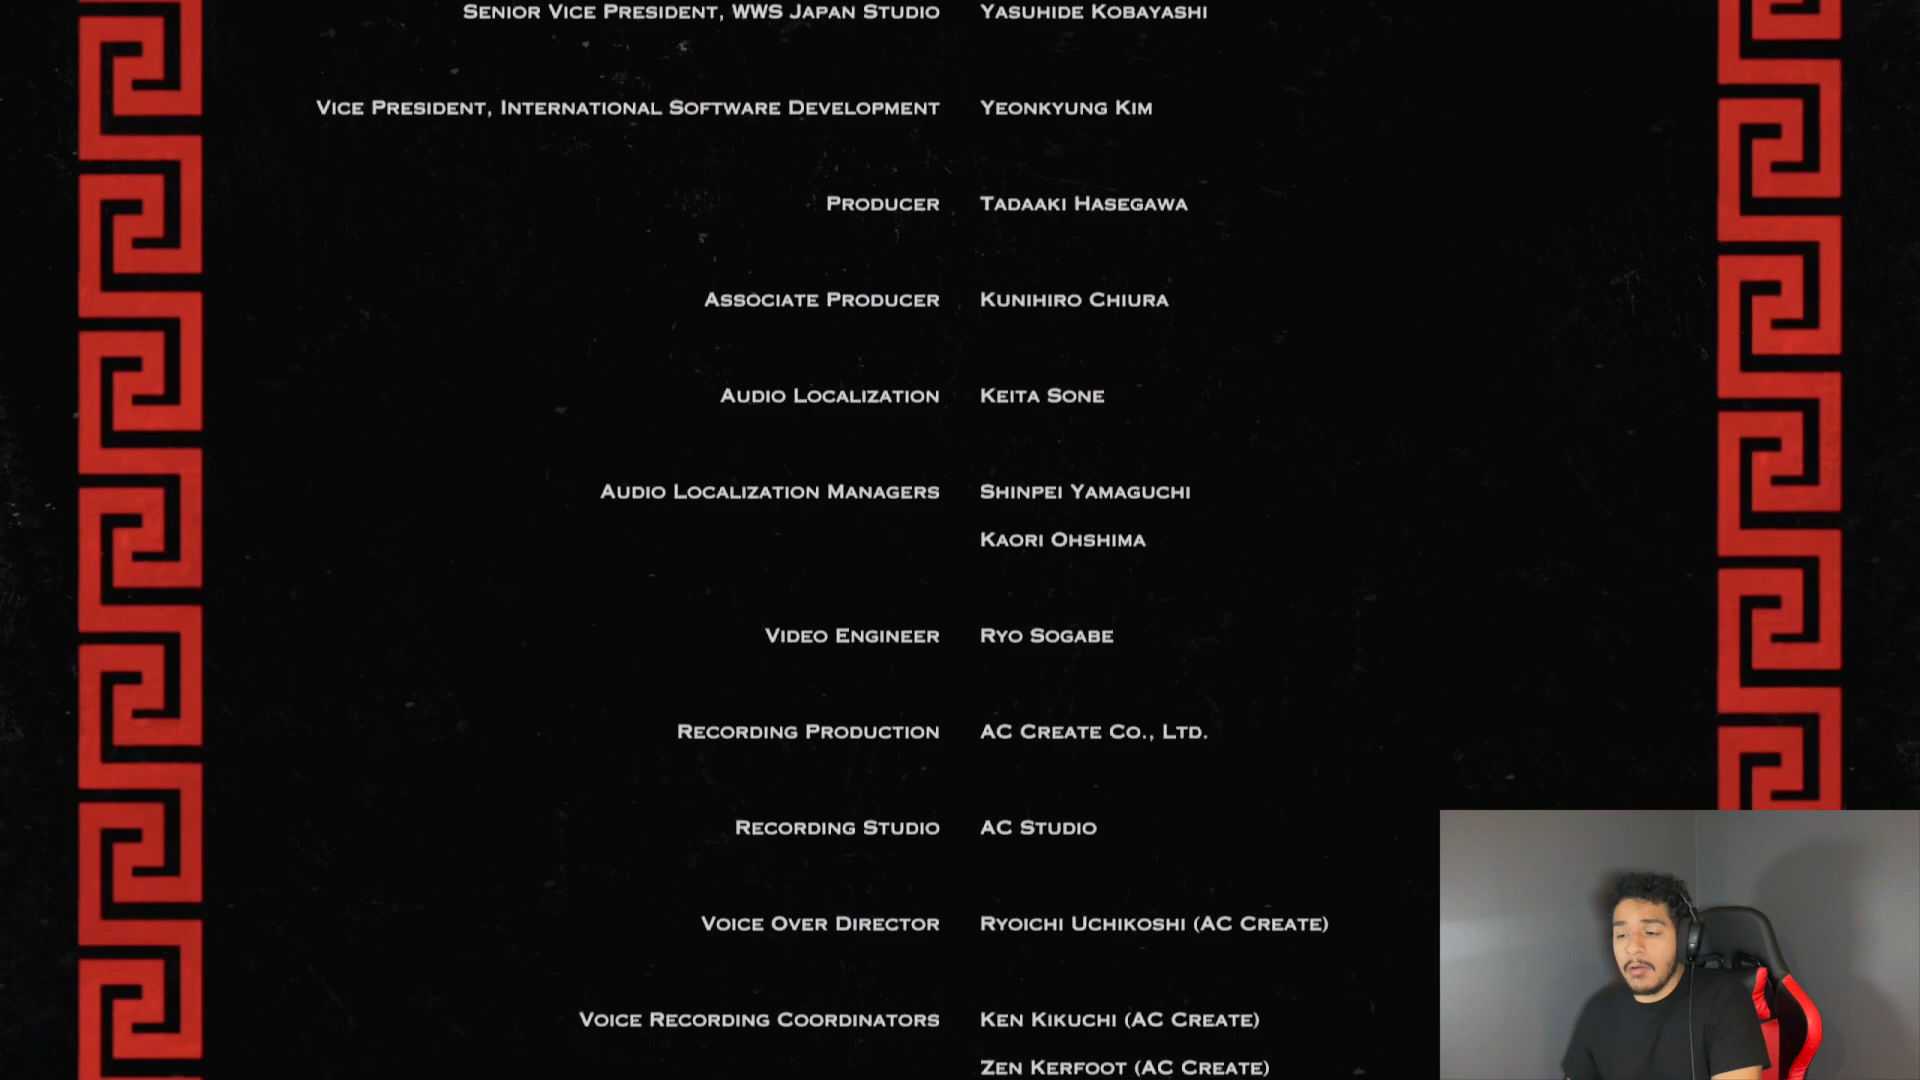 Senior Vice President, WWS Japan Studio Yasuhide Kobayashi
Vice President, International Software Development Yeonkyung Kim
Producer Tadaaki Hasegawa
Associate Producer Kunihiro Chiura
Audio Localization Keita Sone
Audio Localization Managers Shinpei Yamaguchi
Kaori Ohshima
Video Engineer Ryo Sogabe
Recording Production AC Create Co., Ltd.
Recording Studio AC Studio
Voice Over Director Ryoichi Uchikoshi (AC Create)
Voice Recording Coordinators Ken Kikuchi (AC Create)
Zen Kerfoot (AC Create)